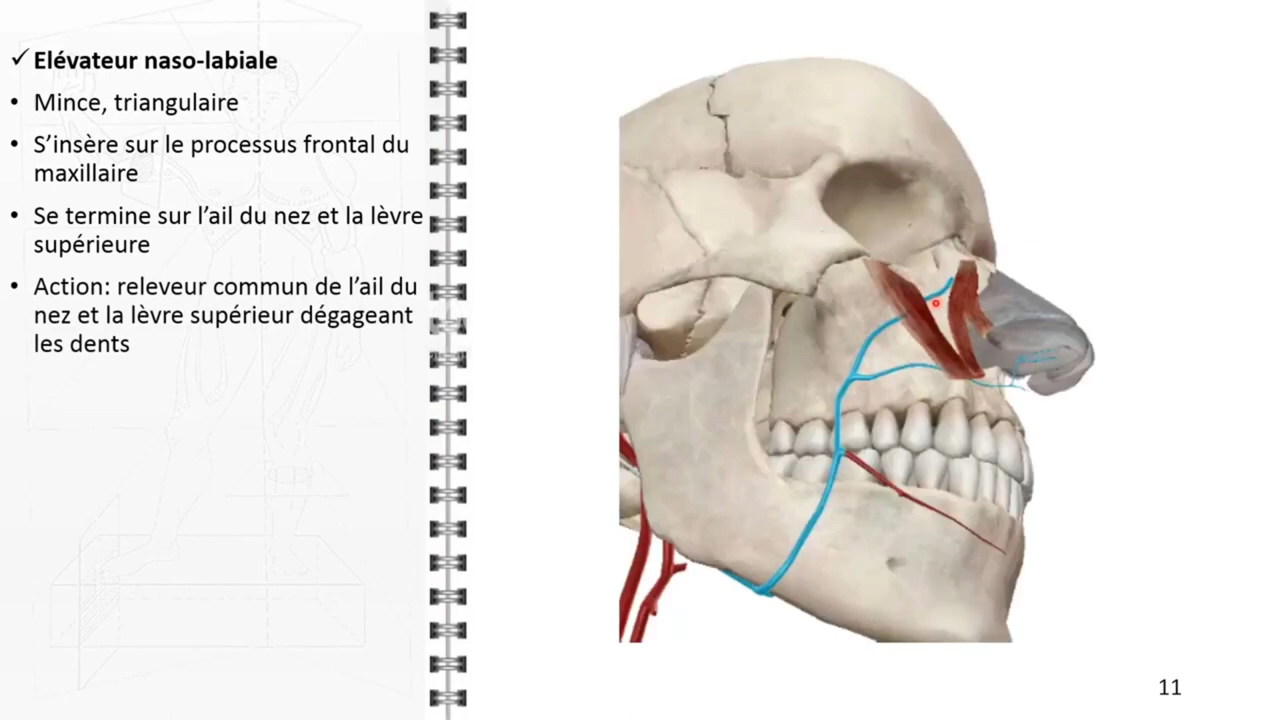 ✓ Elévateur naso-labiale
• Mince, triangulaire
• S’insère sur le processus frontal du
maxillaire
• Se termine sur l’ail du nez et la lèvre
supérieure
• Action: releveur commun de l’ail du
nez et la lèvre supérieur dégageant
les dents
11